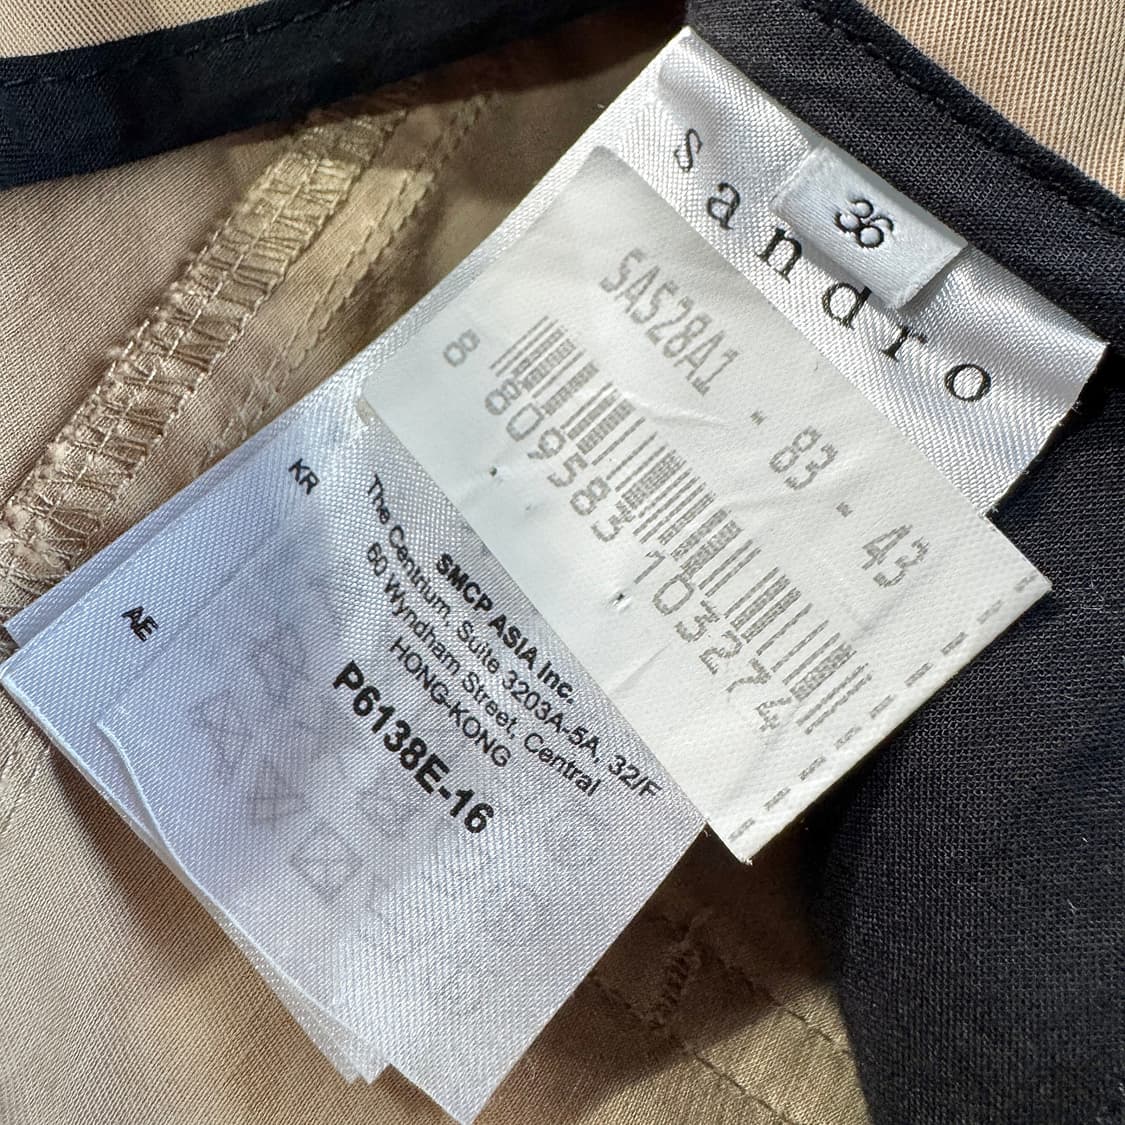 sandro
36
SAS28A1 - 83 - 43
8 809583 103274
KR
AE
SMCP ASIA Inc.
The Centrum, Suite 3203A-5A, 32/F
60 Wyndham Street, Central
HONG-KONG
P6138E-16